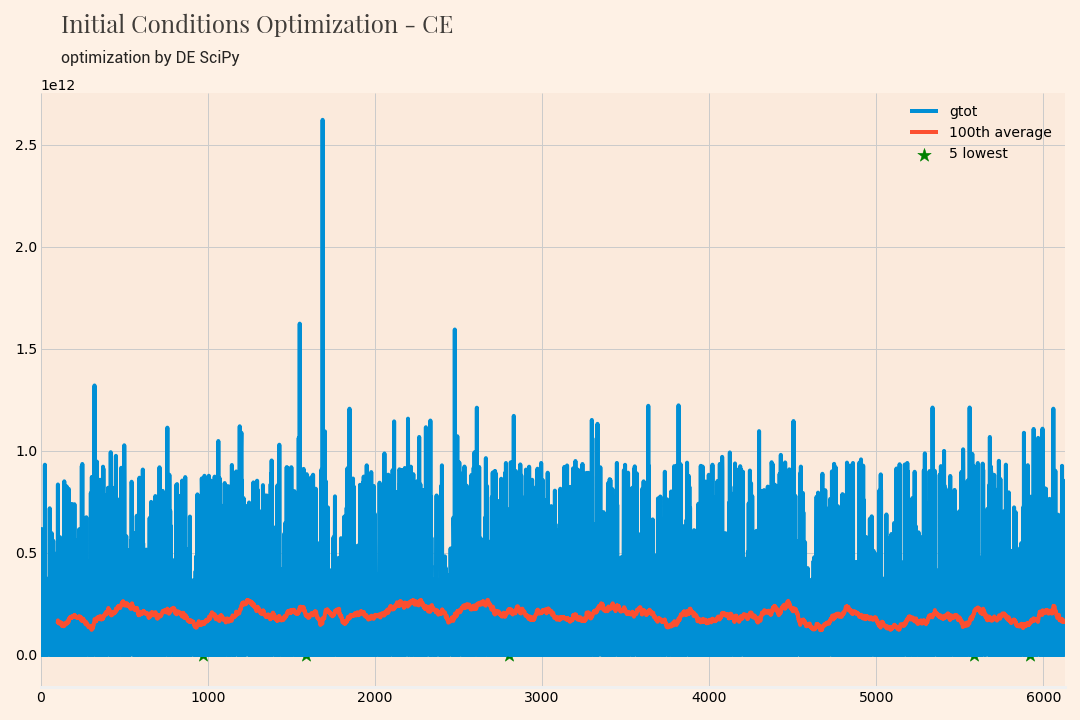 Initial Conditions Optimization - CE
optimization by DE SciPy
1e12
gtot
100th average
5 lowest
2.5
2.0
1.5
1.0
0.5
0.0
0 1000 2000 3000 4000 5000 6000